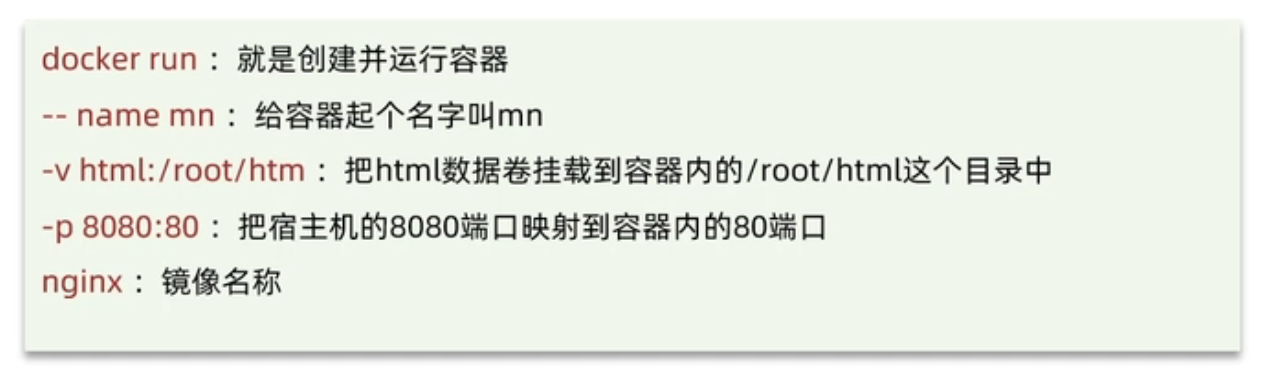 docker run ：就是创建并运行容器
-- name mn ：给容器起个名字叫mn
-v html:/root/htm ：把html数据卷挂载到容器内的/root/html这个目录中
-p 8080:80 ：把宿主机的8080端口映射到容器内的80端口
nginx ：镜像名称